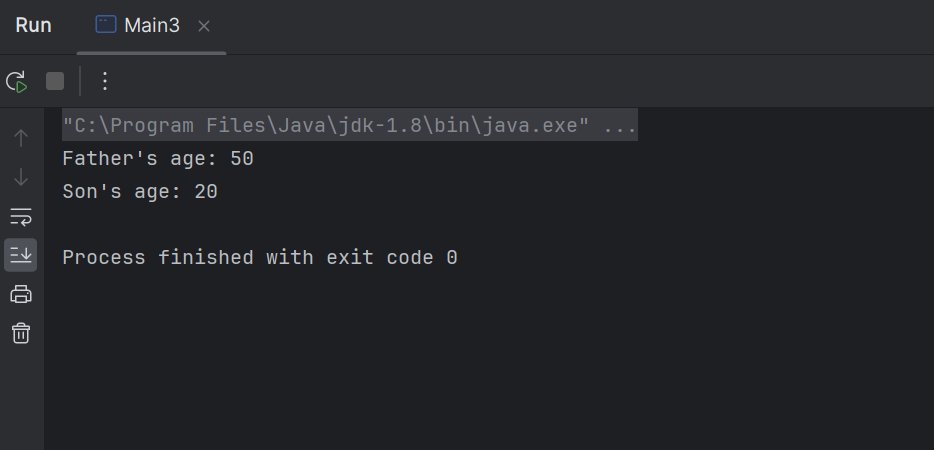 Run
Main3
"C:\Program Files\Java\jdk-1.8\bin\java.exe" ...
Father's age: 50
Son's age: 20
Process finished with exit code 0